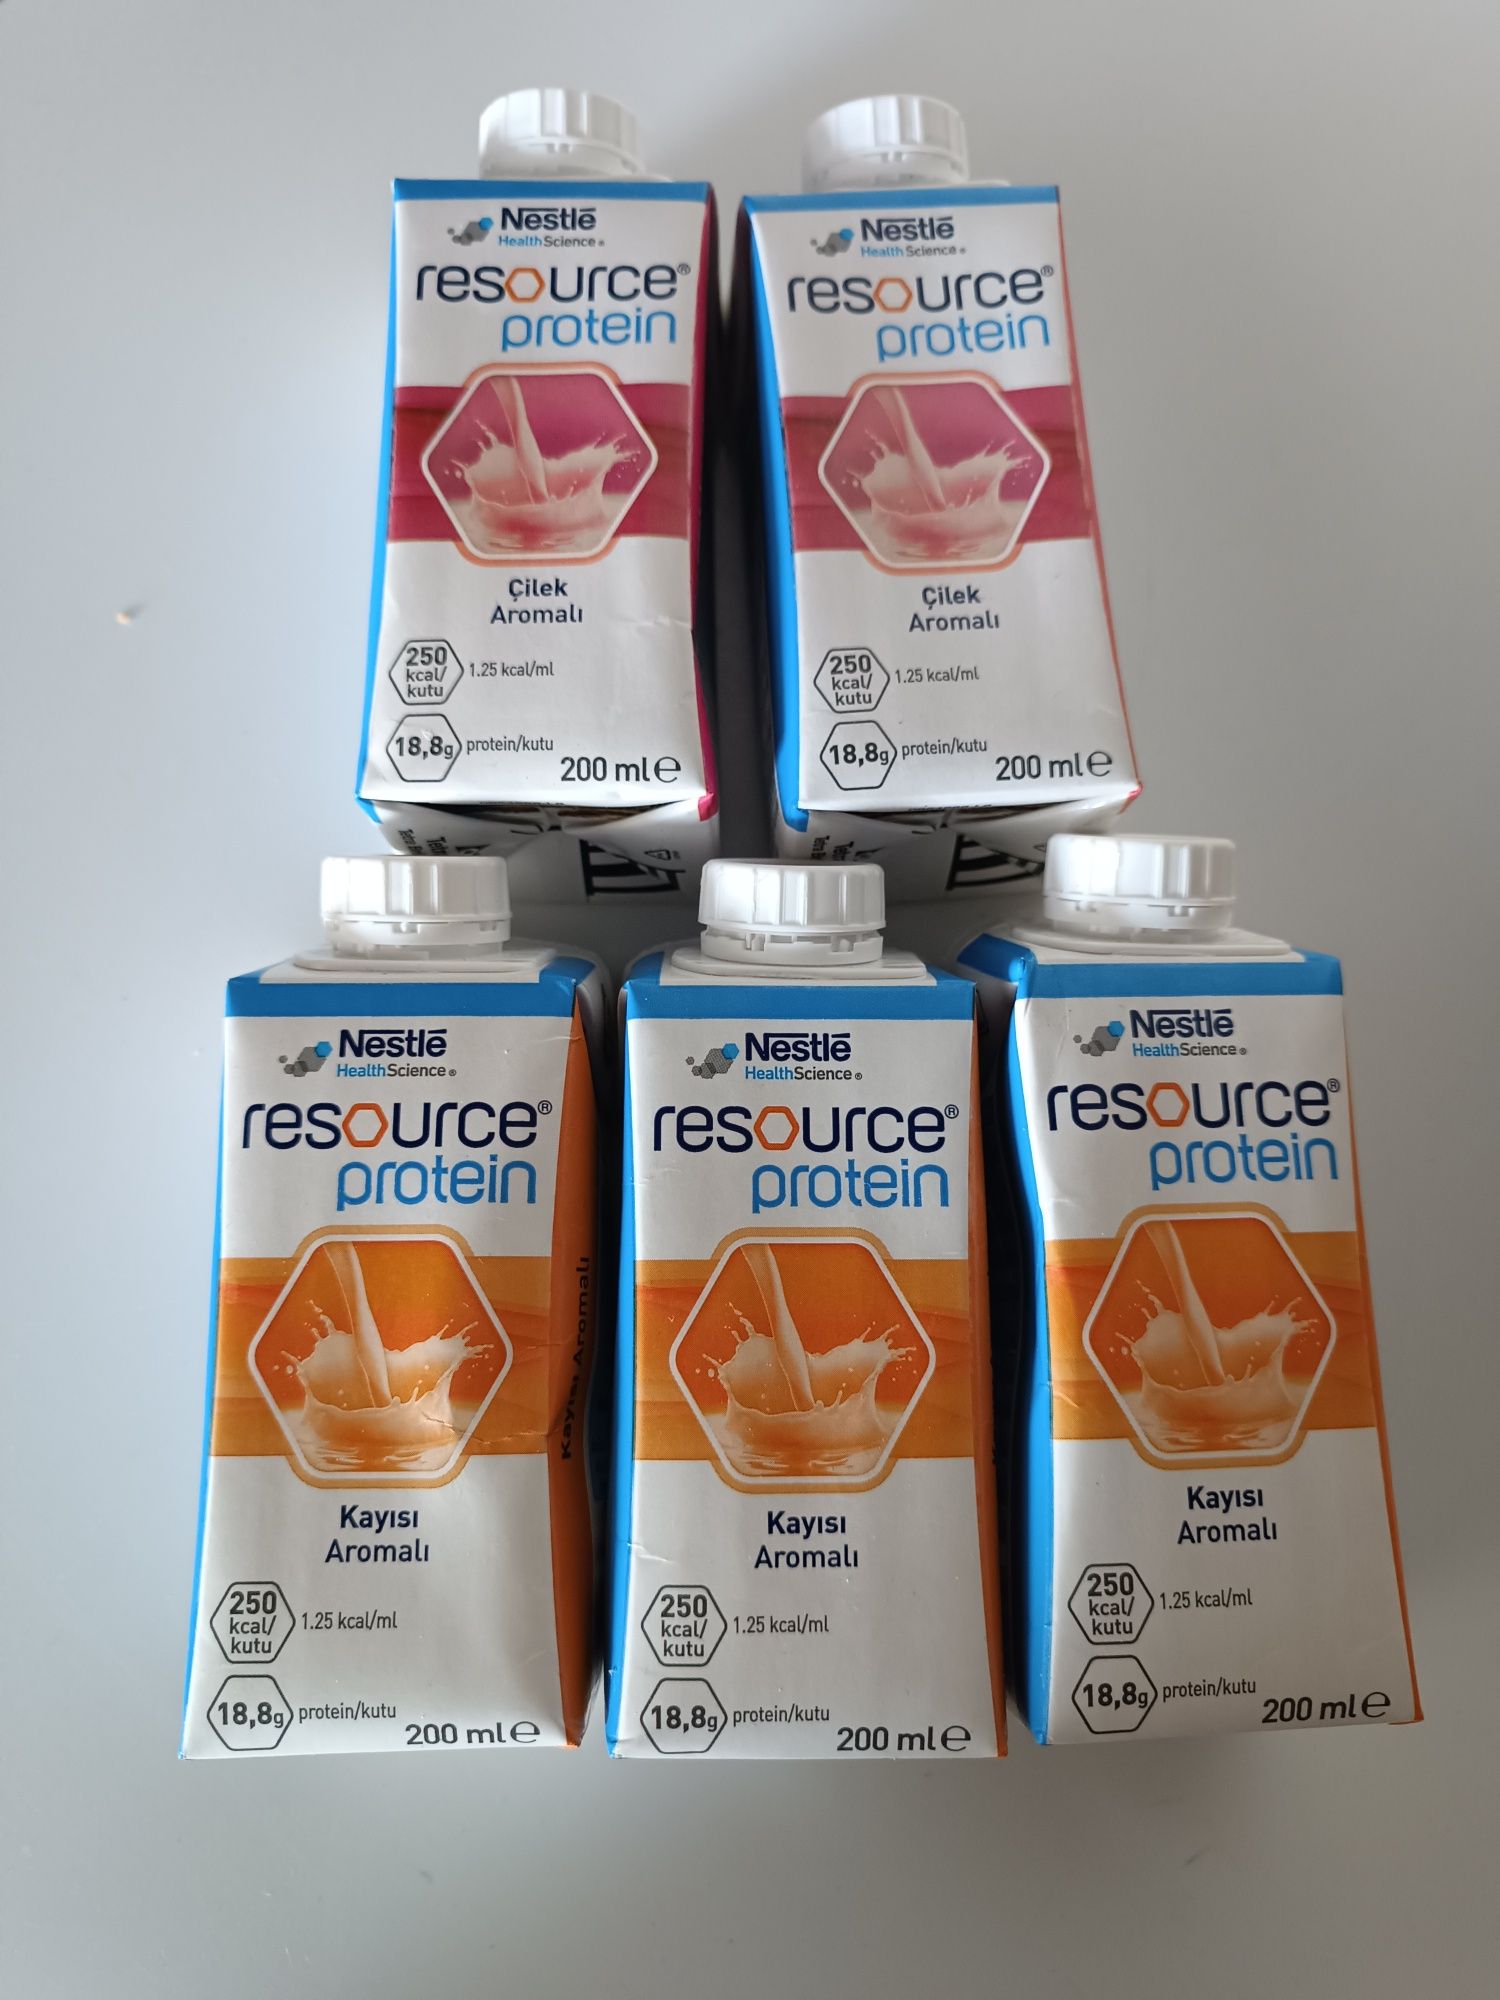 Nestlé
HealthScience®
resource®
protein
Çilek
Aromalı
250
kcal/
kutu
1.25 kcal/ml
18,8g
protein/kutu
200 ml e
Nestlé
HealthScience®
resource®
protein
Çilek
Aromalı
250
kcal/
kutu
1.25 kcal/ml
18,8g
protein/kutu
200 ml e
Nestlé
HealthScience®
resource®
protein
Kayısı
Aromalı
250
kcal/
kutu
1.25 kcal/ml
18,8g
protein/kutu
200 ml e
Kayısı Aromalı
Nestlé
HealthScience®
resource®
protein
Kayısı
Aromalı
250
kcal/
kutu
1.25 kcal/ml
18,8g
protein/kutu
200 ml e
Nestlé
HealthScience®
resource®
protein
Kayısı
Aromalı
250
kcal/
kutu
1.25 kcal/ml
18,8g
protein/kutu
200 ml e